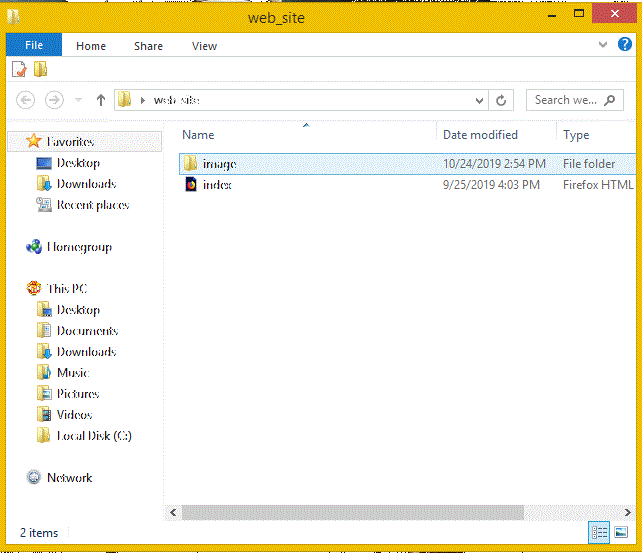 web_site
File Home Share View
web_site Search we...
Name Date modified Type
Favorites
Desktop
Downloads
Recent places
Homegroup
This PC
Desktop
Documents
Downloads
Music
Pictures
Videos
Local Disk (C:)
Network
image 10/24/2019 2:54 PM File folder
index 9/25/2019 4:03 PM Firefox HTML
2 items